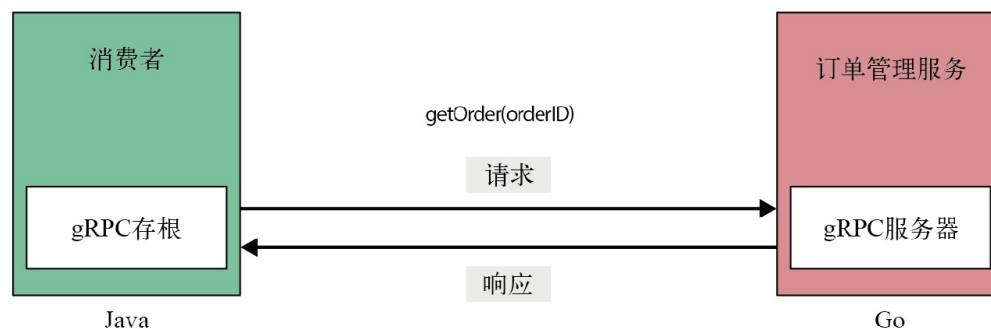 消费者
订单管理服务
getOrder(orderID)
请求
gRPC存根
gRPC服务器
响应
Java
Go